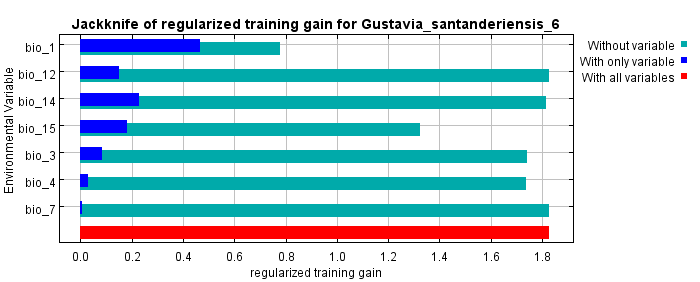 Jackknife of regularized training gain for Gustavia_santanderiensis_6
Without variable
With only variable
With all variables
Environmental Variable
bio_1
bio_12
bio_14
bio_15
bio_3
bio_4
bio_7
0.0 0.2 0.4 0.6 0.8 1.0 1.2 1.4 1.6 1.8
regularized training gain